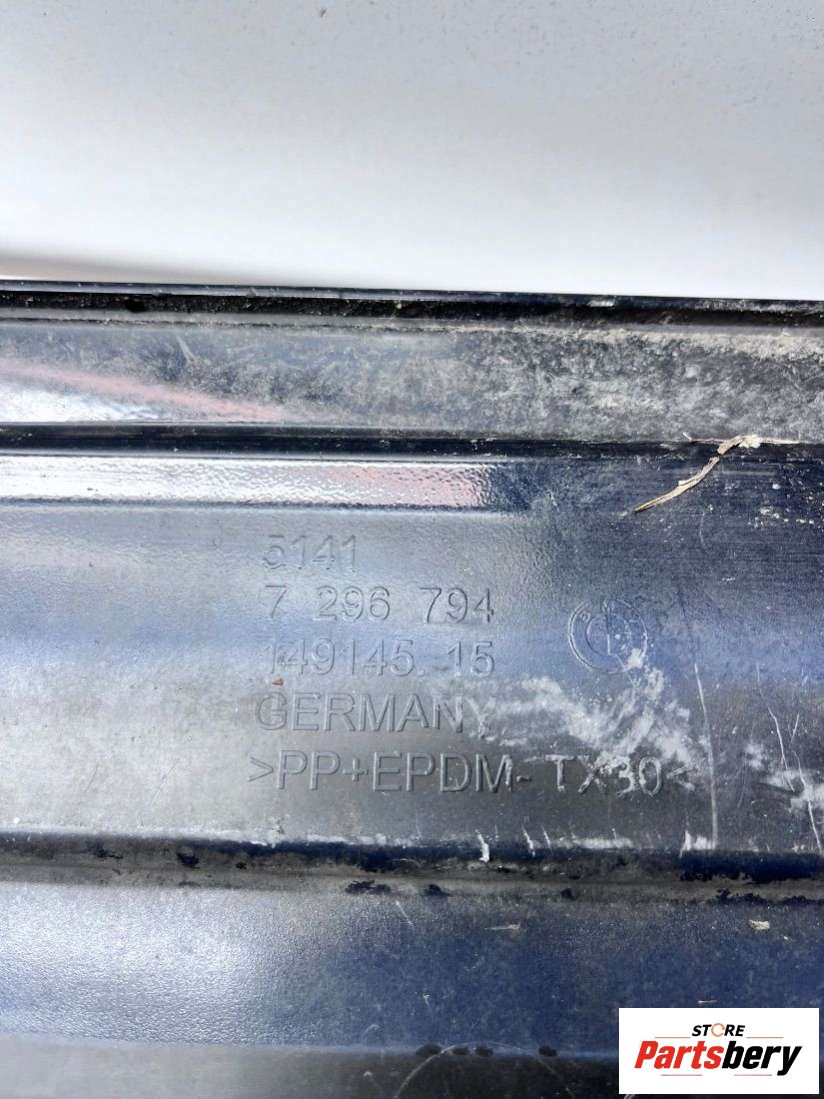 5141
7 296 794
149145.15
GERMANY
>PP+EPDM-TX30<
STORE
Partsbery